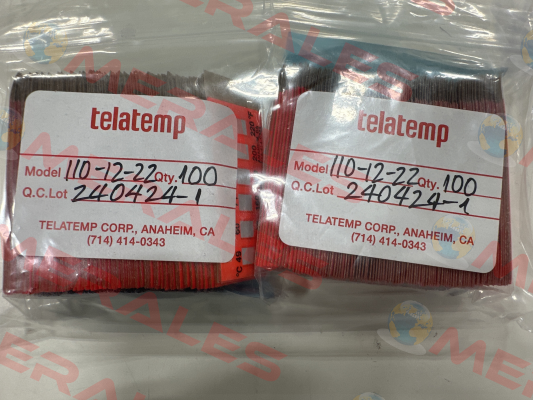 telatemp
Model 110-12-22 Qty. 100
Q.C. Lot 240424-1
TELATEMP CORP., ANAHEIM, CA
(714) 414-0343
telatemp
Model 110-12-22 Qty. 100
Q.C. Lot 240424-1
TELATEMP CORP., ANAHEIM, CA
(714) 414-0343
MERALES